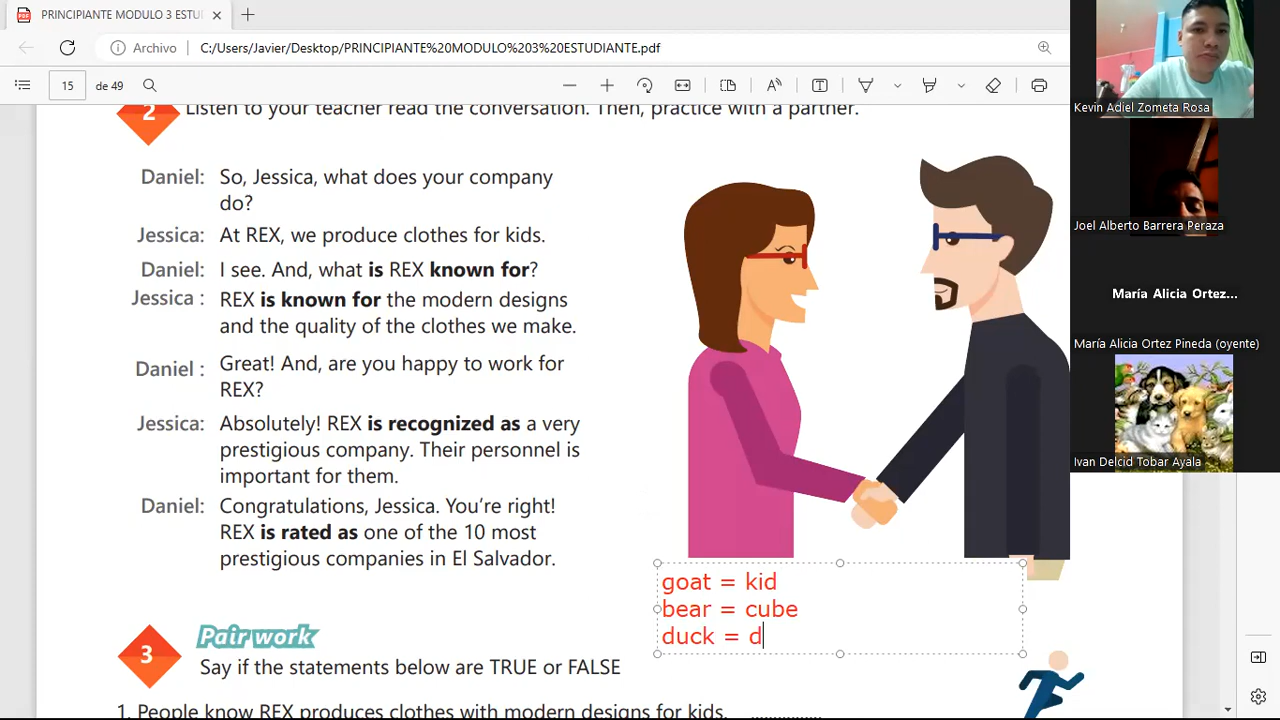 PRINCIPIANTE MODULO 3 ESTU
Archivo
C:/Users/Javier/Desktop/PRINCIPIANTE%20MODULO%203%20ESTUDIANTE.pdf
15
de 49
2
Listen to your teacher read the conversation. Then, practice with a partner.
Daniel: So, Jessica, what does your company
do?
Jessica: At REX, we produce clothes for kids.
Daniel: I see. And, what is REX known for?
Jessica : REX is known for the modern designs
and the quality of the clothes we make.
Daniel : Great! And, are you happy to work for
REX?
Jessica: Absolutely! REX is recognized as a very
prestigious company. Their personnel is
important for them.
Daniel: Congratulations, Jessica. You’re right!
REX is rated as one of the 10 most
prestigious companies in El Salvador.
goat = kid
bear = cube
duck = d
3
Pair work
Say if the statements below are TRUE or FALSE
1. People know REX produces clothes with modern designs for kids. ..............
Kevin Adiel Zometa Rosa
Joel Alberto Barrera Peraza
María Alicia Ortez...
María Alicia Ortez Pineda (oyente)
Ivan Delcid Tobar Ayala